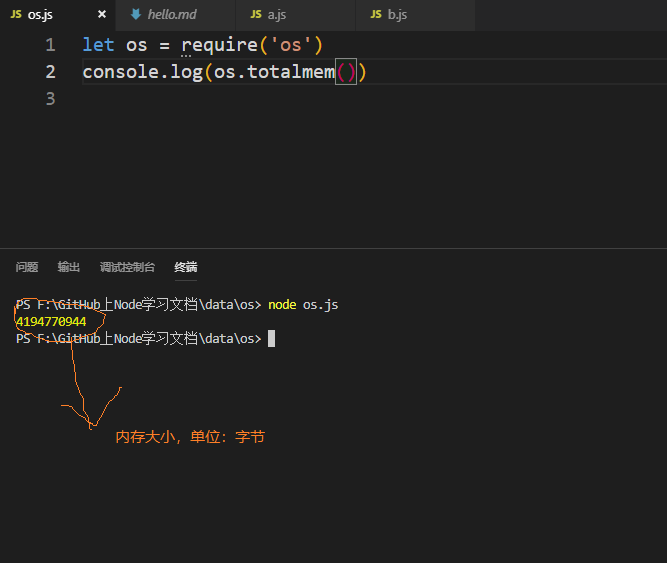 JS os.js × hello.md JS a.js JS b.js
1 let os = require('os')
2 console.log(os.totalmem())
3
问题 输出 调试控制台 终端
PS F:\GitHub上Node学习文档\data\os> node os.js
4194770944
PS F:\GitHub上Node学习文档\data\os>
内存大小，单位：字节